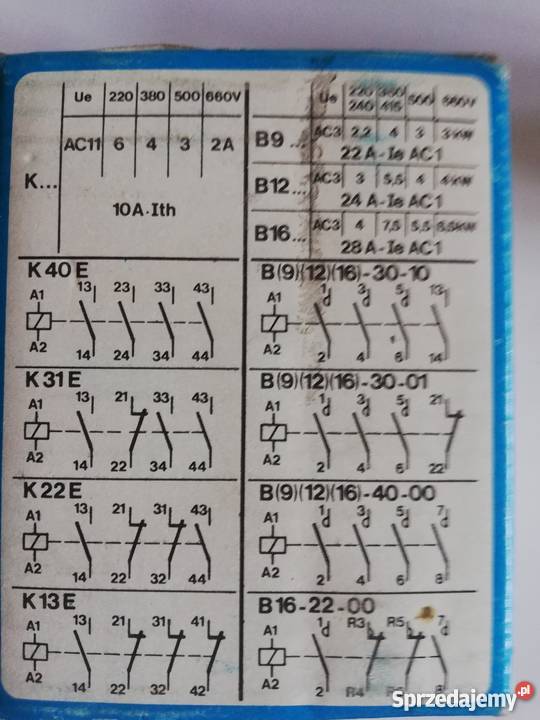 Ue 220 380 500 660V
AC11 6 4 3 2A
K...
10A-Ith
Ue 220 380 500 660V
240 415
B9... AC3 2,2 4 3 3kW
22A-Ie AC1
B12... AC3 3 5,5 4 4kW
24A-Ie AC1
B16... AC3 4 7,5 5,5 5,5kW
28A-Ie AC1
K40E
13 23 33 43
A1
A2
14 24 34 44
B(9)(12)(16)-30-10
1 3 5 13
A1
A2
2 4 6 14
K31E
13 21 33 43
A1
A2
14 22 34 44
B(9)(12)(16)-30-01
1 3 5 21
A1
A2
2 4 6 22
K22E
13 21 31 43
A1
A2
14 22 32 44
B(9)(12)(16)-40-00
1 3 5 7
A1
A2
2 4 6 8
K13E
13 21 31 41
A1
A2
14 22 32 42
B16-22-00
1 R3 R5 7
A1
A2
2 R4 R6 8
Sprzedajemy.pl